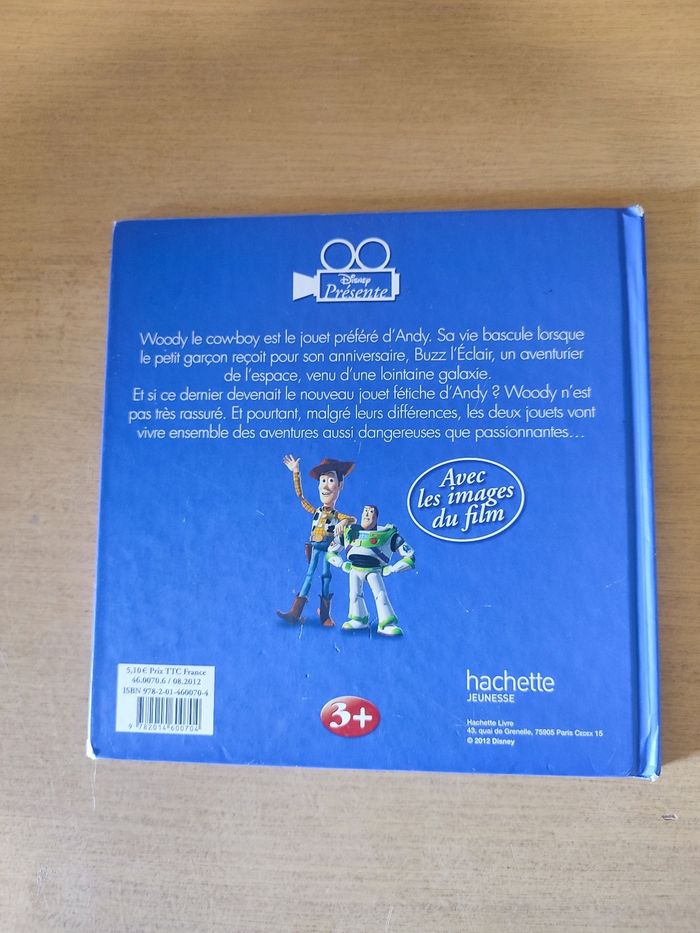 Disney
Présente
Woody le cow-boy est le jouet préféré d'Andy. Sa vie bascule lorsque
le petit garçon reçoit pour son anniversaire, Buzz l'Éclair, un aventurier
de l'espace, venu d'une lointaine galaxie.
Et si ce dernier devenait le nouveau jouet fétiche d'Andy ? Woody n'est
pas très rassuré. Et pourtant, malgré leurs différences, les deux jouets vont
vivre ensemble des aventures aussi dangereuses que passionnantes...
Avec
les images
du film
5,10 € Prix TTC France
46.0070.6 / 08.2012
ISBN 978-2-01-460070-4
9 782014 600704
3+
hachette
JEUNESSE
Hachette Livre
43, quai de Grenelle, 75905 Paris CEDEX 15
© 2012 Disney